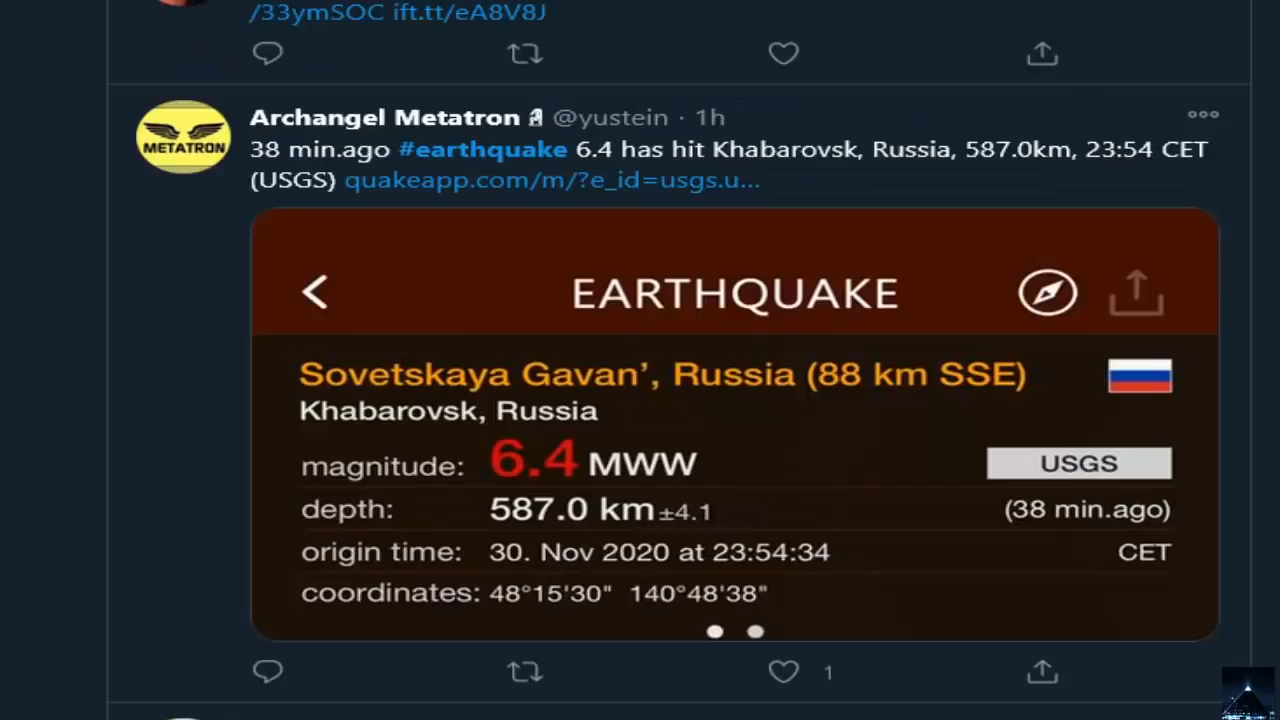 /33ymSOC ift.tt/eA8V8J
METATRON
Archangel Metatron @yustein · 1h
38 min.ago #earthquake 6.4 has hit Khabarovsk, Russia, 587.0km, 23:54 CET
(USGS) quakeapp.com/m/?e_id=usgs.u...
EARTHQUAKE
Sovetskaya Gavan', Russia (88 km SSE)
Khabarovsk, Russia
magnitude: 6.4 MWW USGS
depth: 587.0 km ±4.1 (38 min.ago)
origin time: 30. Nov 2020 at 23:54:34 CET
coordinates: 48°15'30" 140°48'38"
1